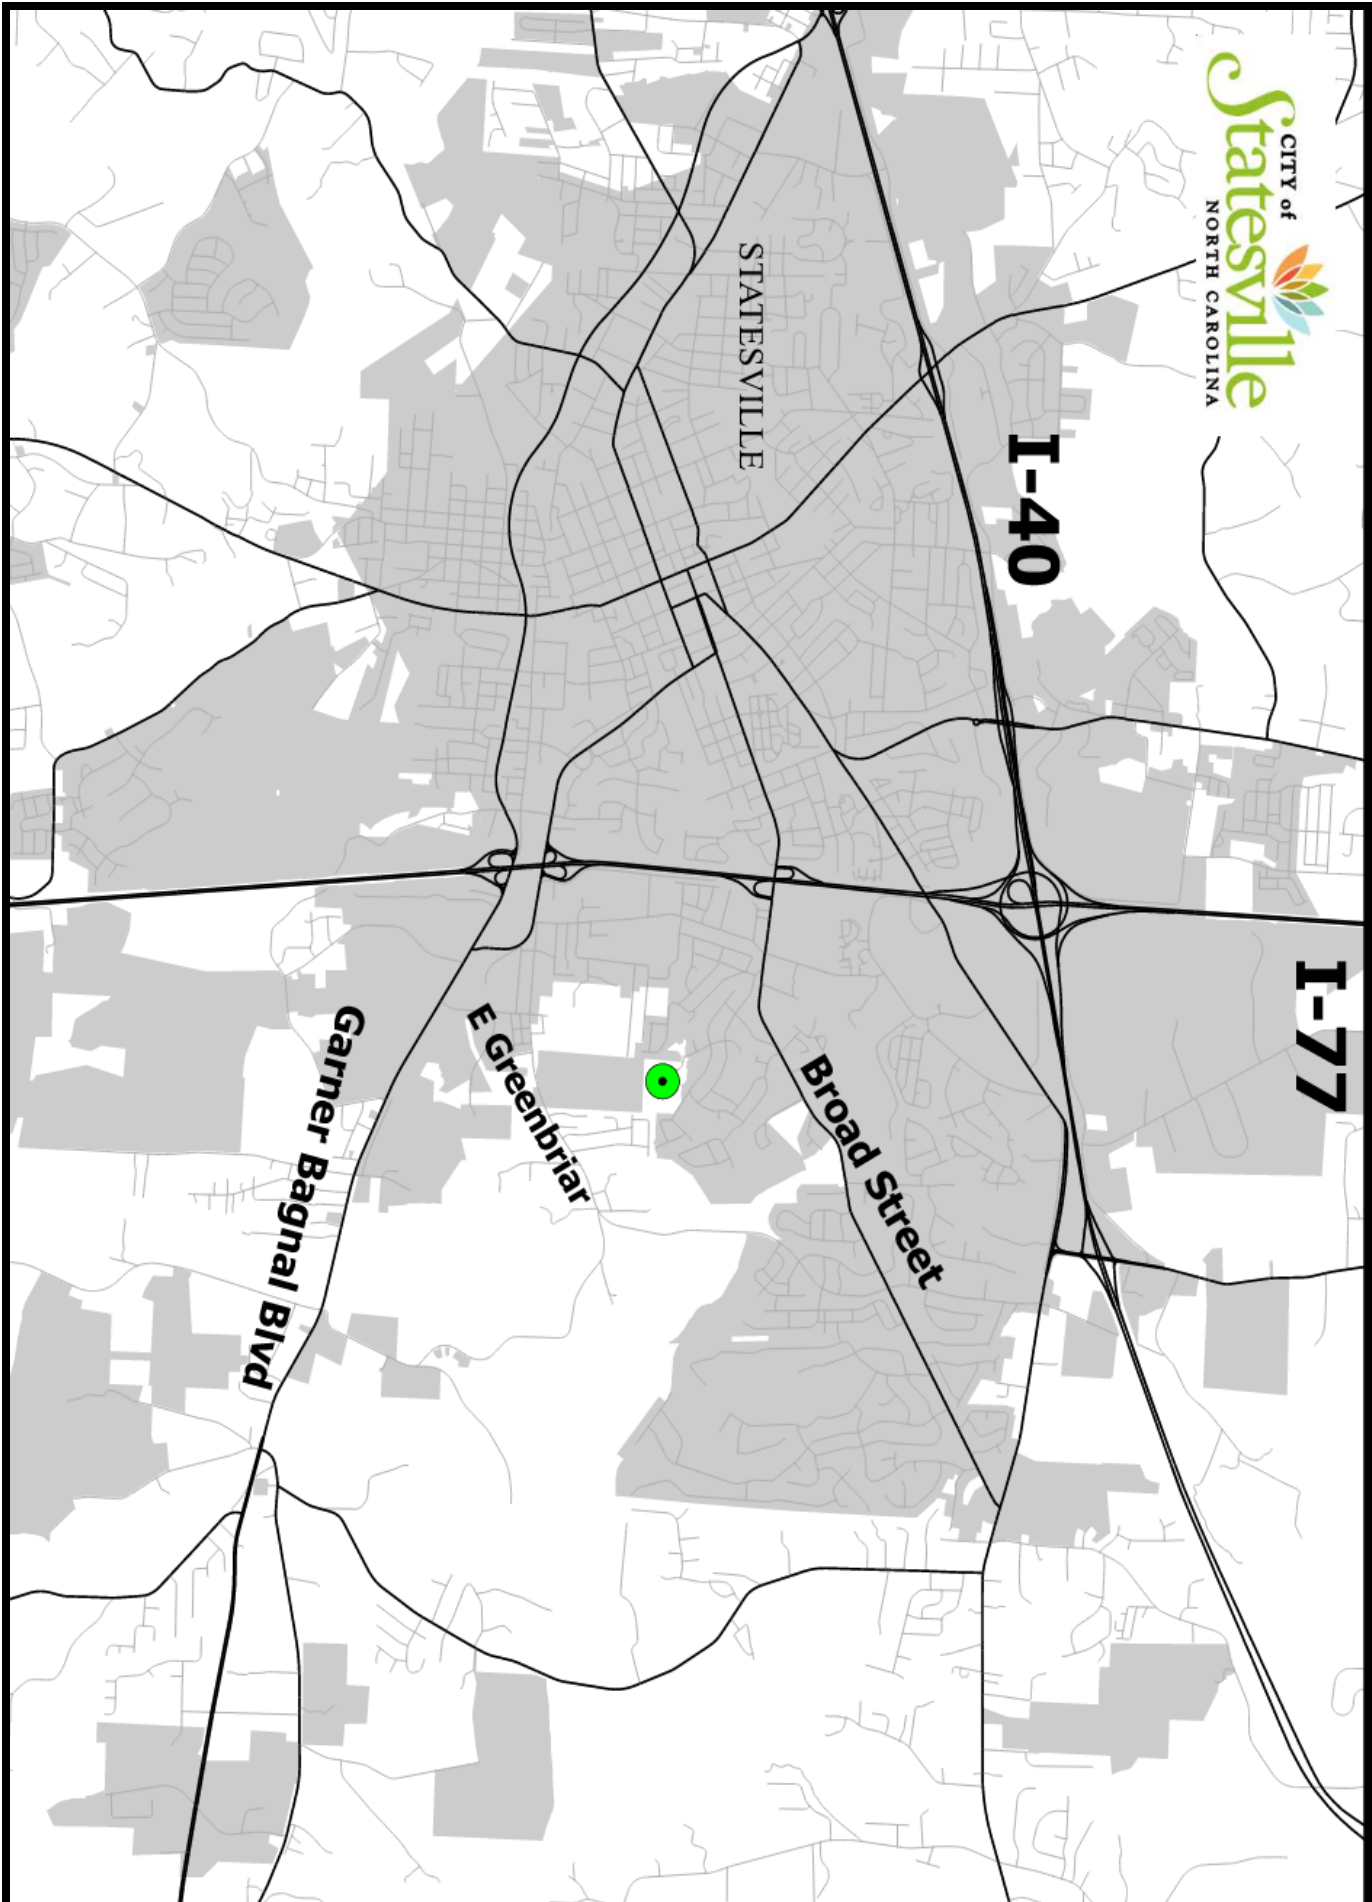 CITY of
Statesville
NORTH CAROLINA
STATESVILLE
I-40
I-77
Broad Street
E Greenbriar
Garner Bagnal Blvd